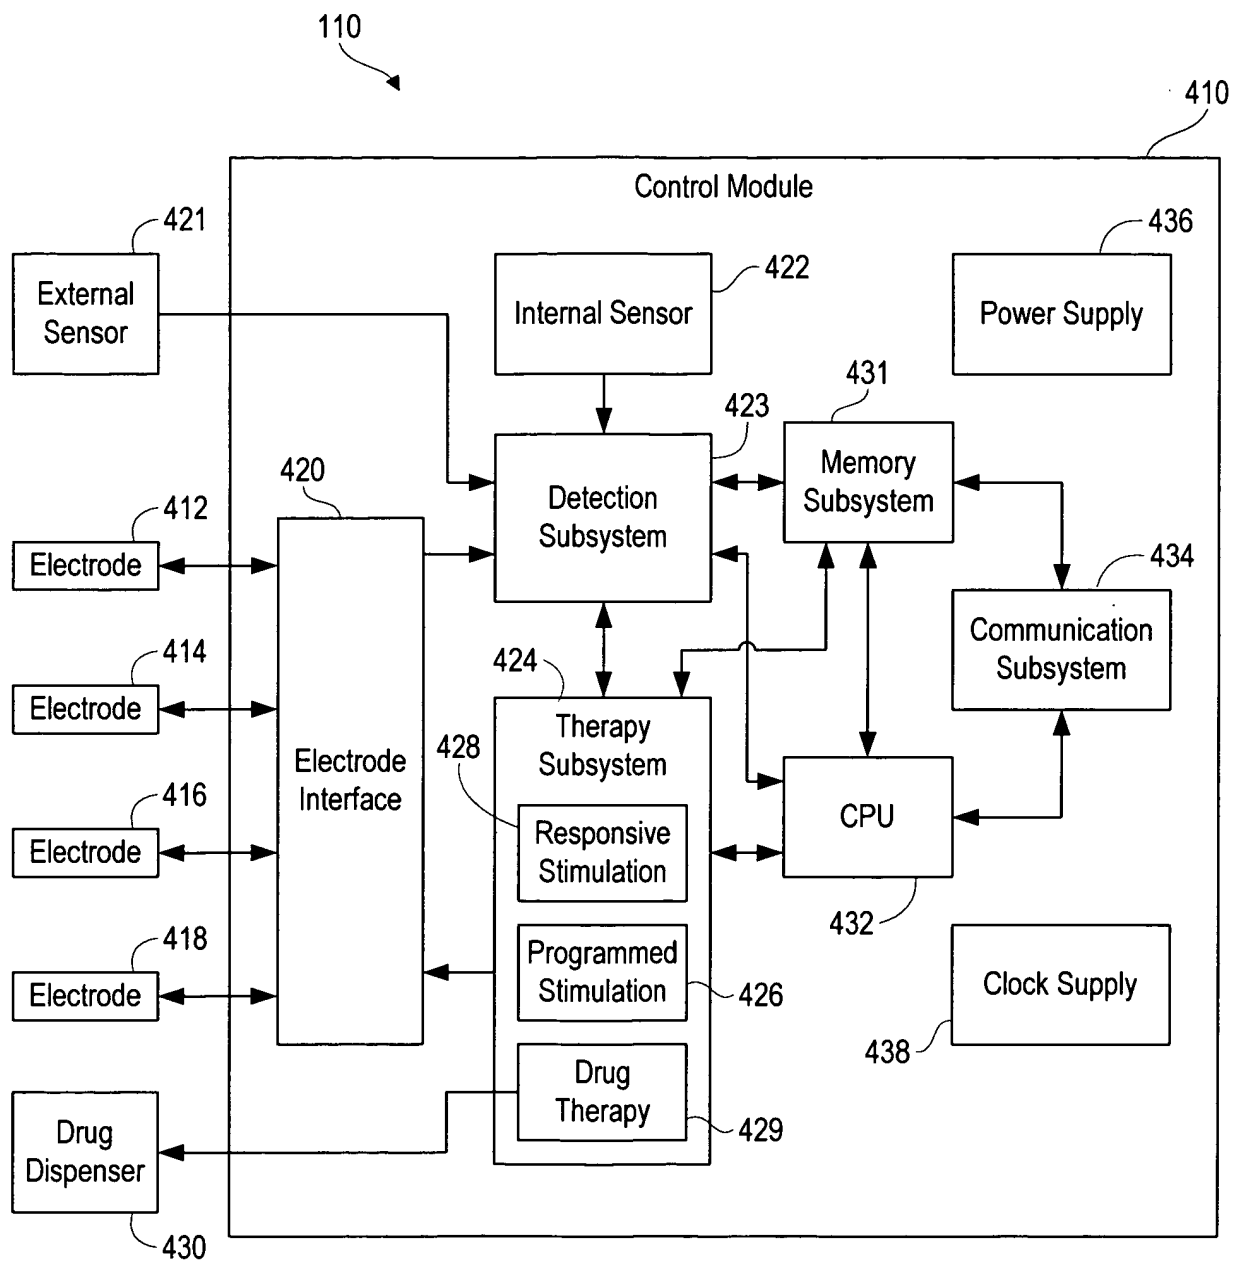 110
410
Control Module
421
External
Sensor
422
Internal Sensor
436
Power Supply
423
Detection
Subsystem
431
Memory
Subsystem
420
Electrode
Interface
412
Electrode
414
Electrode
416
Electrode
418
Electrode
434
Communication
Subsystem
424
Therapy
Subsystem
428
Responsive
Stimulation
CPU
432
Programmed
Stimulation
426
Clock Supply
438
Drug
Therapy
429
Drug
Dispenser
430